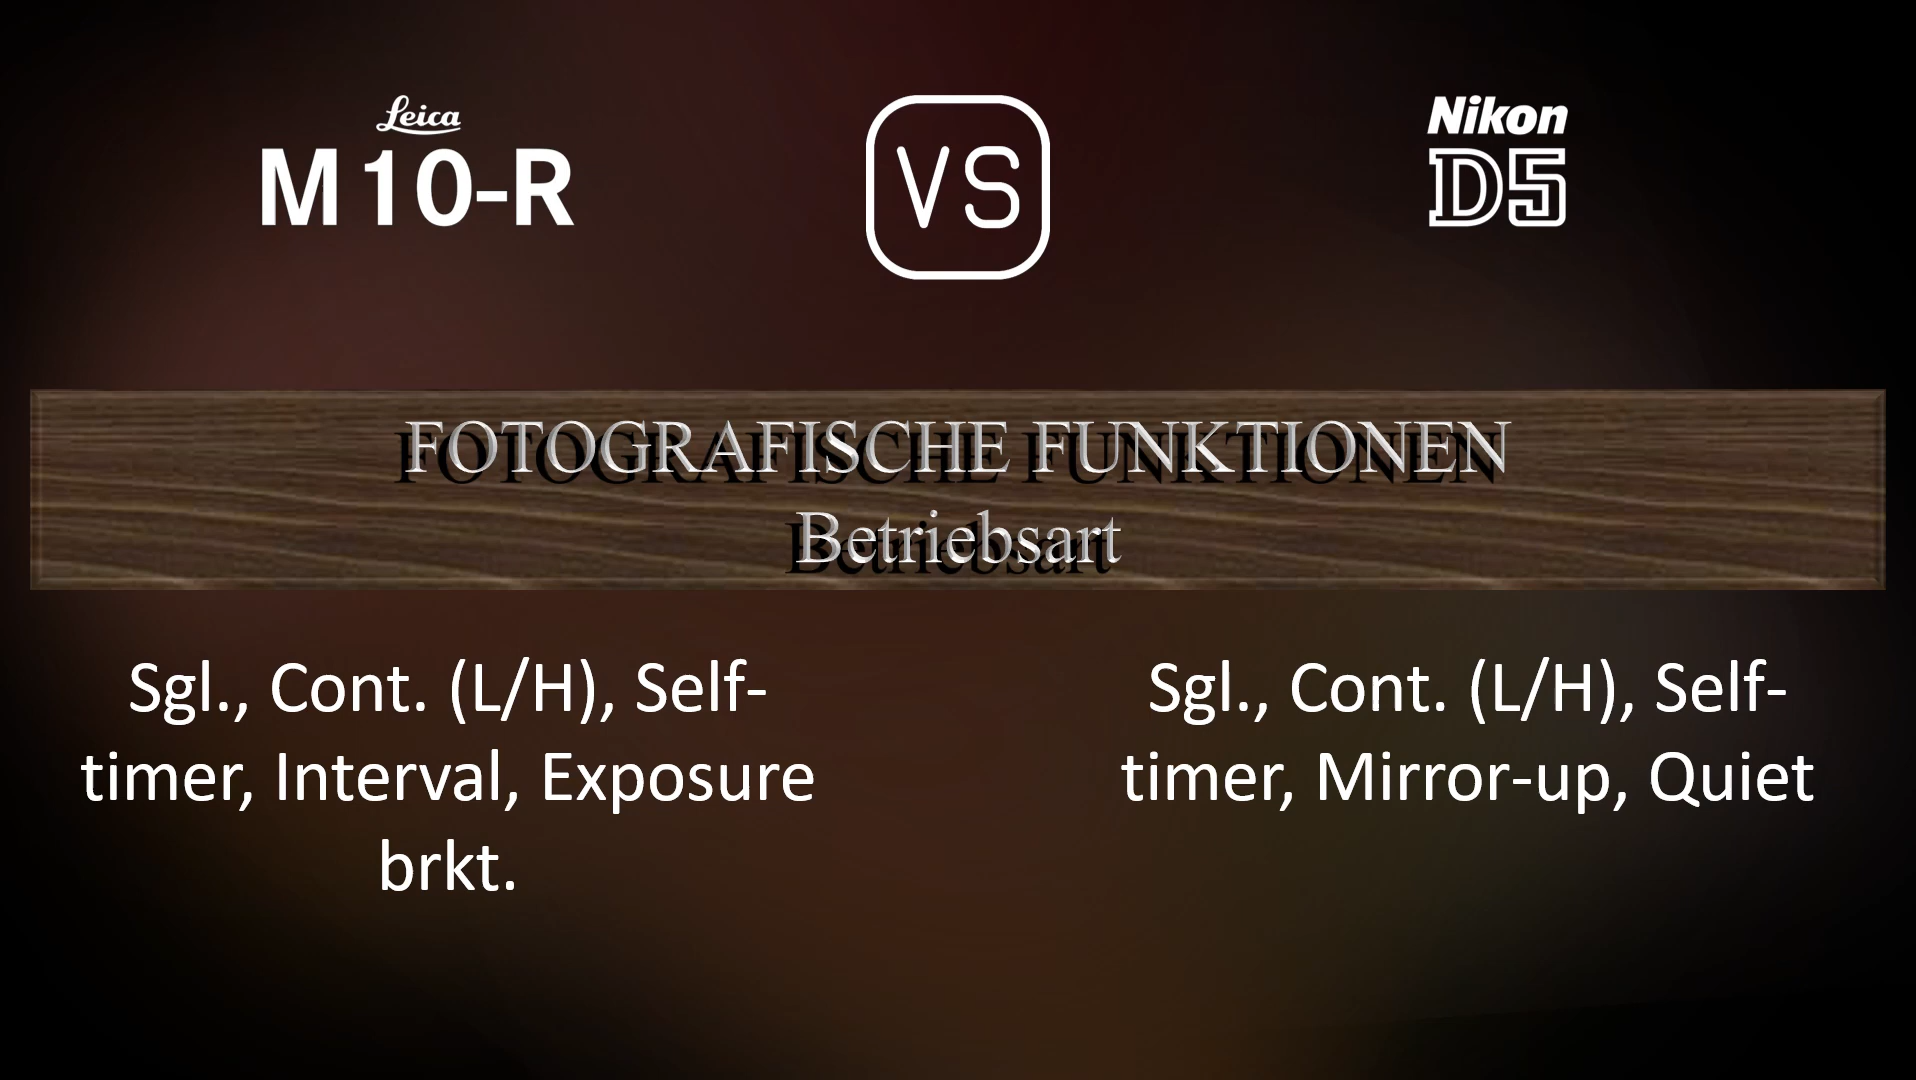 Leica
M10-R
VS
Nikon
D5
FOTOGRAFISCHE FUNKTIONEN
Betriebsart
Sgl., Cont. (L/H), Self-
timer, Interval, Exposure
brkt.
Sgl., Cont. (L/H), Self-
timer, Mirror-up, Quiet